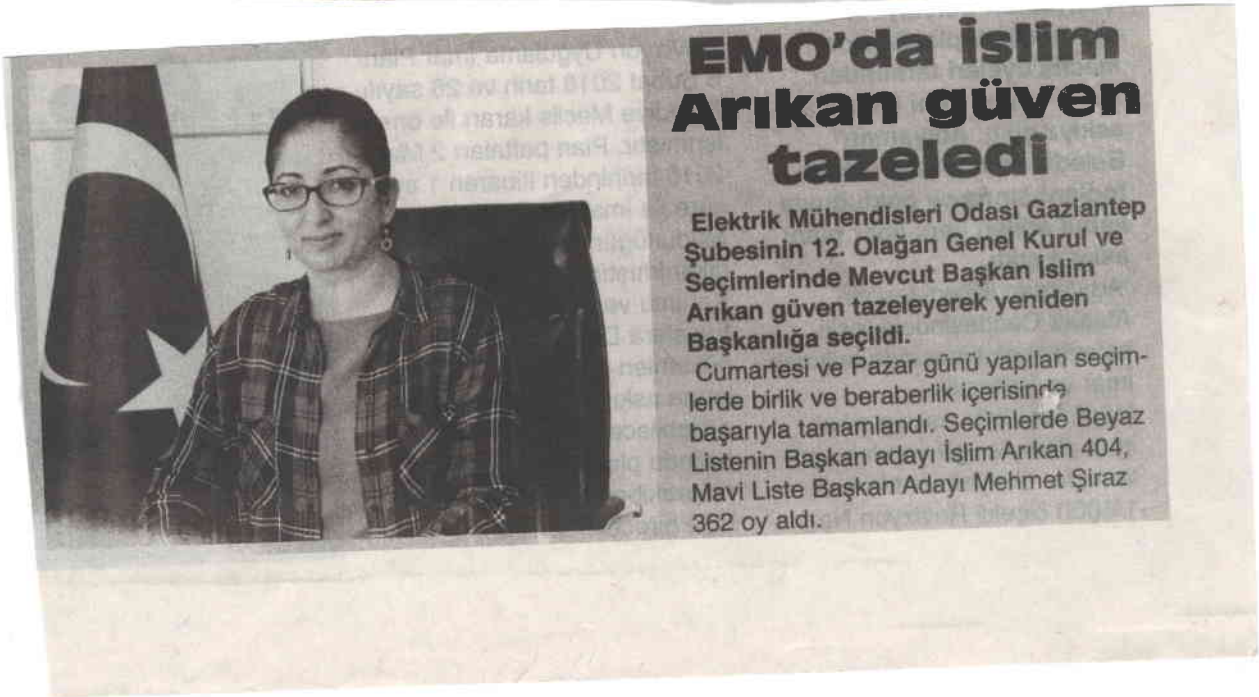 EMO'da İslim
Arıkan güven
tazeledi
Elektrik Mühendisleri Odası Gaziantep
Şubesinin 12. Olağan Genel Kurul ve
Seçimlerinde Mevcut Başkan İslim
Arıkan güven tazeleyerek yeniden
Başkanlığa seçildi.
Cumartesi ve Pazar günü yapılan seçim-
lerde birlik ve beraberlik içerisinde
başarıyla tamamlandı. Seçimlerde Beyaz
Listenin Başkan adayı İslim Arıkan 404,
Mavi Liste Başkan Adayı Mehmet Şiraz
362 oy aldı.